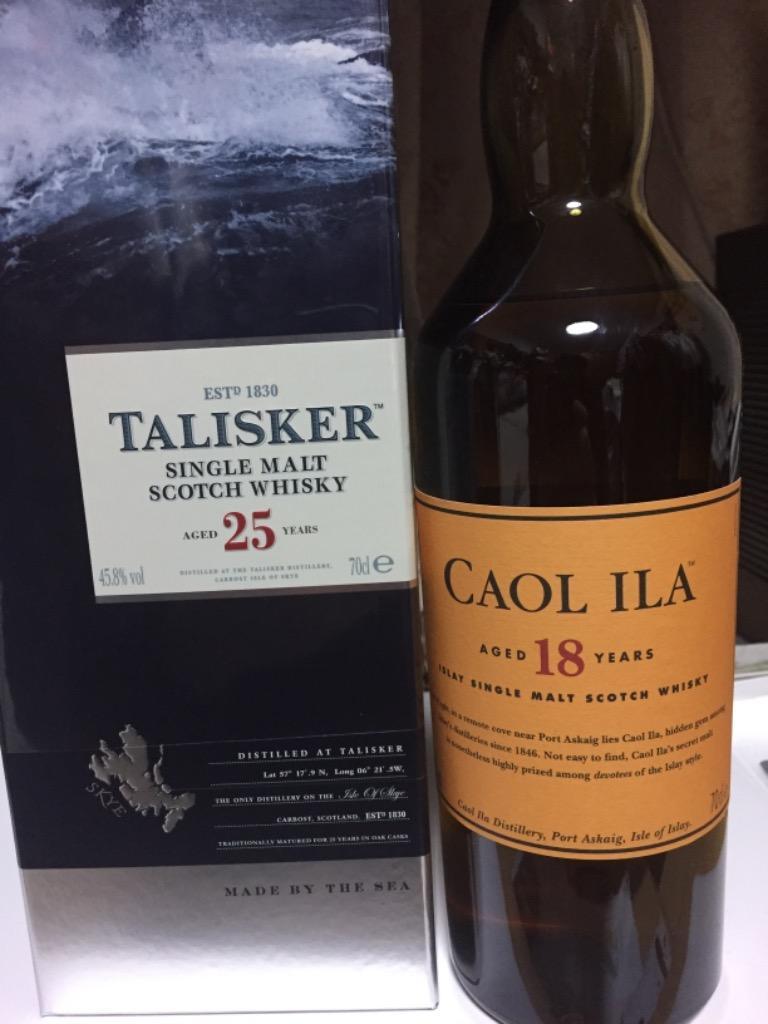 ESTD 1830
TALISKER™
SINGLE MALT
SCOTCH WHISKY
AGED 25 YEARS
45.8% vol
DISTILLED AT THE TALISKER DISTILLERY,
CARBOST ISLE OF SKYE
70cl e
SKYE
DISTILLED AT TALISKER
Lat 57° 17'.9 N, Long 06° 21'.5W,
THE ONLY DISTILLERY ON THE Isle Of Skye
CARBOST, SCOTLAND. ESTD 1830
TRADITIONALLY MATURED FOR 25 YEARS IN OAK CASKS
MADE BY THE SEA
CAOL ILA™
AGED 18 YEARS
ISLAY SINGLE MALT SCOTCH WHISKY
in a remote cove near Port Askaig lies Caol Ila, hidden gem among
distilleries since 1846. Not easy to find, Caol Ila's secret malt
is nonetheless highly prized among devotees of the Islay style.
70cl
Caol Ila Distillery, Port Askaig, Isle of Islay.